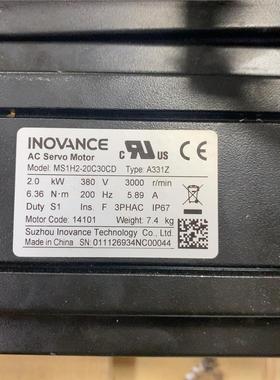 INOVANCE
AC Servo Motor
c RU US
Model: MS1H2-20C30CD Type: A331Z
2.0 kW 380 V 3000 r/min
6.36 N·m 200 Hz 5.89 A
Duty S1 Ins. F 3PHAC IP67
Motor Code: 14101 Weight: 7.4 kg
Suzhou Inovance Technology Co., Ltd.
Made in China SN: 011126934NC00044